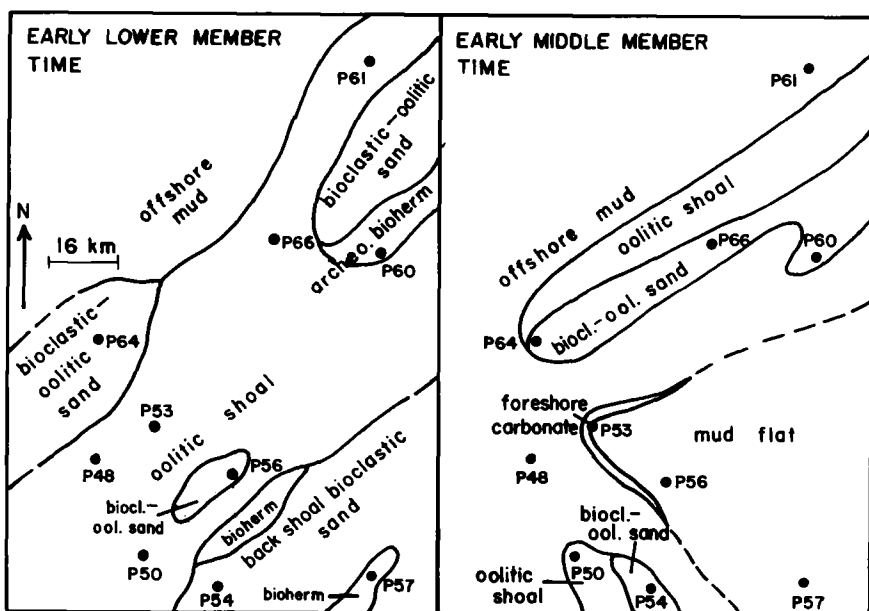 EARLY LOWER MEMBER
TIME
P61
bioclastic-oolitic
sand
offshore
mud
N
16 km
P66
archeo. bioherm
P60
bioclastic-
oolitic
sand
P64
P53
oolitic shoal
P48
P56
biocl.-
ool. sand
bioherm
back shoal bioclastic
sand
P50
P54
bioherm
P57
EARLY MIDDLE MEMBER
TIME
P61
offshore mud
oolitic shoal
P66
P60
biocl.-ool. sand
P64
foreshore
carbonate
P53
mud flat
P48
P56
biocl.-
ool. sand
P50
oolitic
shoal
P54
P57